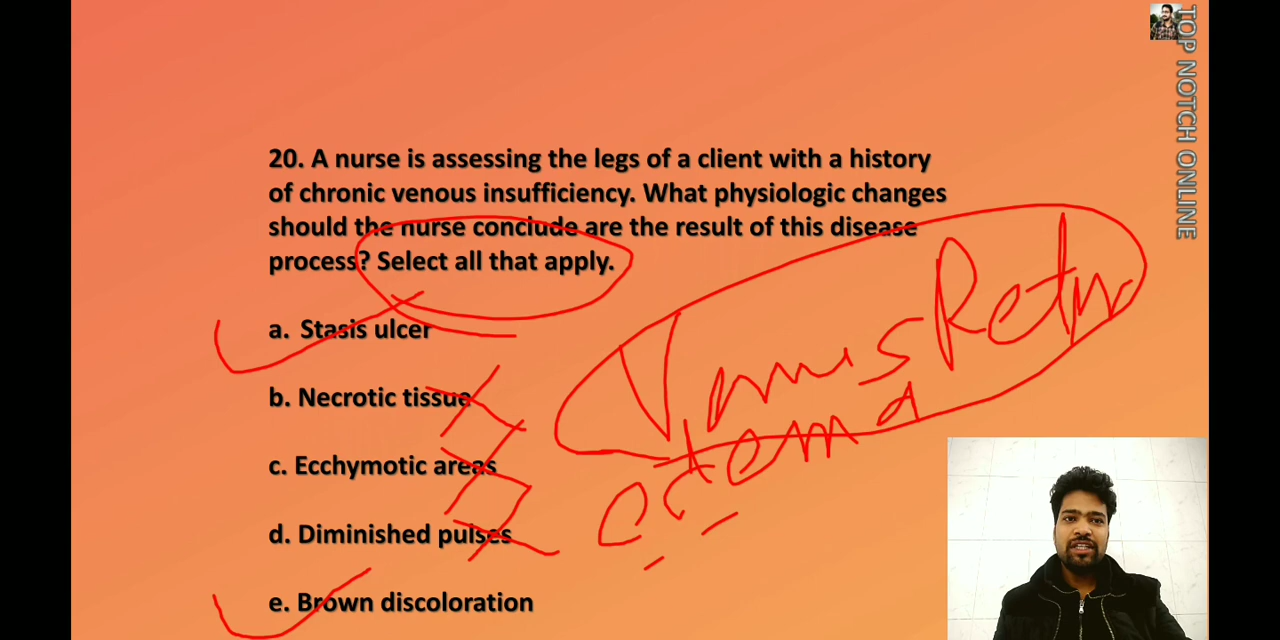 TOP NOTCH ONLINE
20. A nurse is assessing the legs of a client with a history
of chronic venous insufficiency. What physiologic changes
should the nurse conclude are the result of this disease
process? Select all that apply.
a. Stasis ulcer
b. Necrotic tissue
c. Ecchymotic areas
d. Diminished pulses
e. Brown discoloration
edema